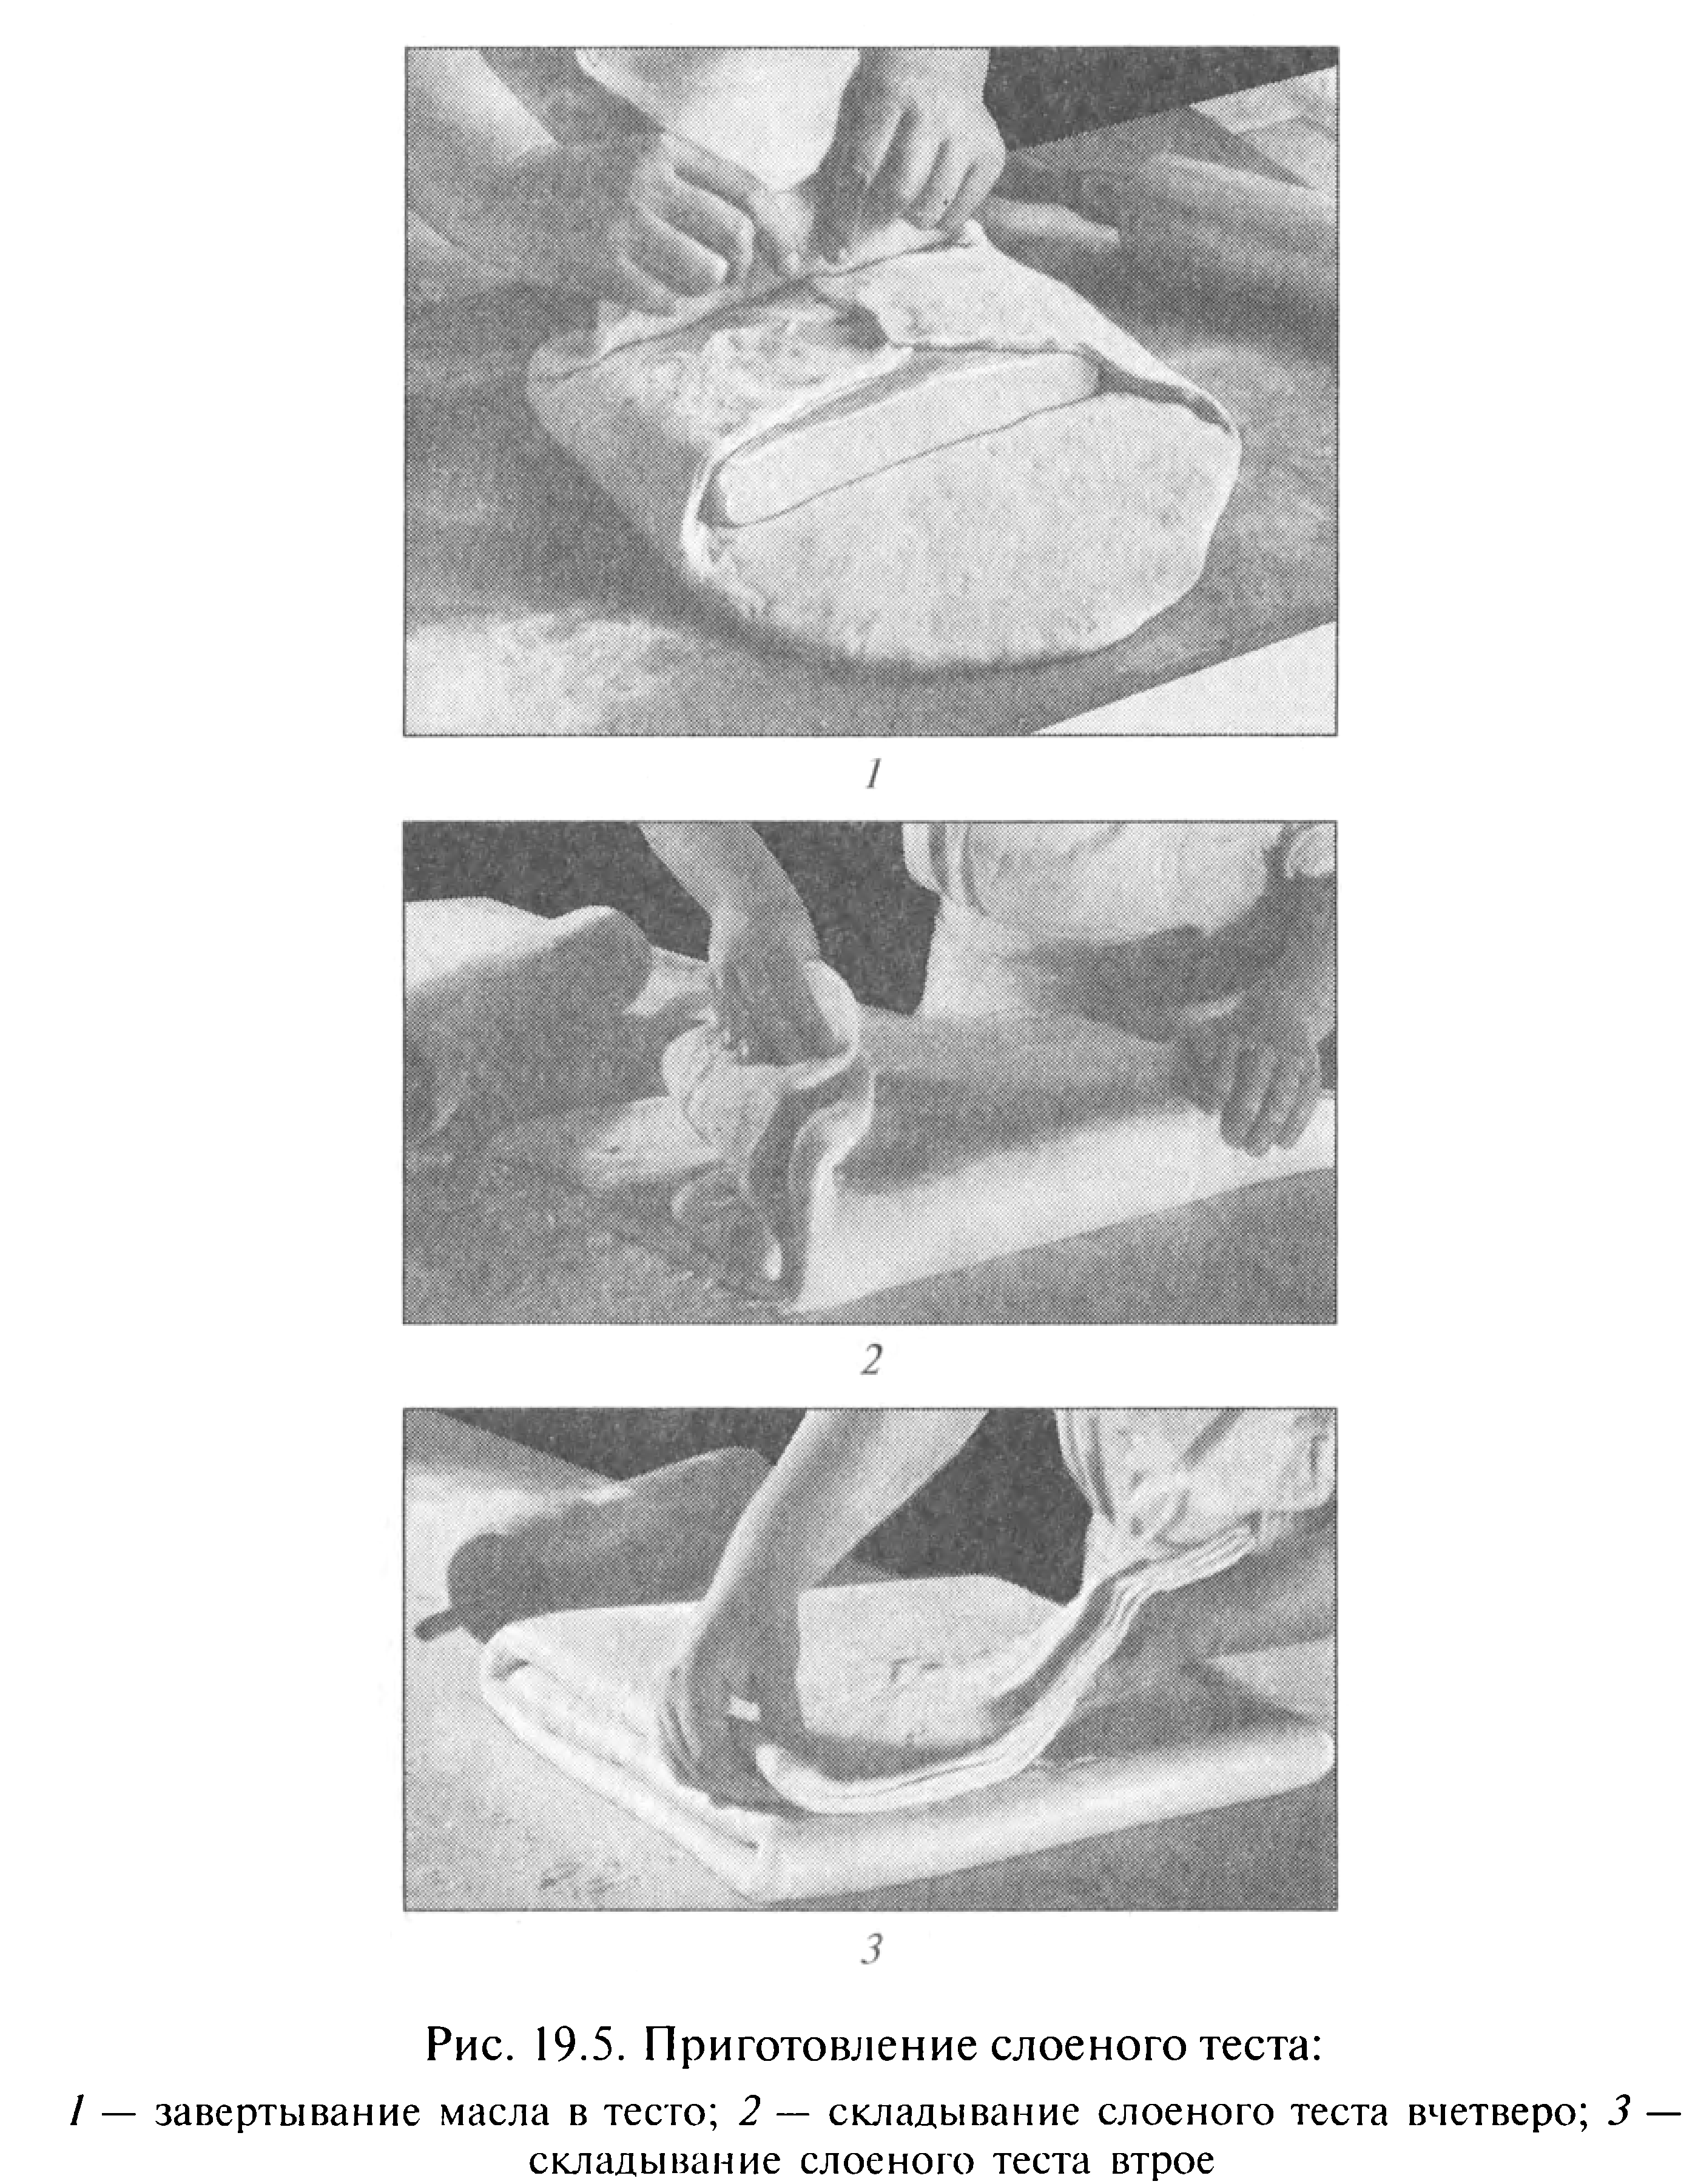 1
2
3
Рис. 19.5. Приготовление слоеного теста:
1 — завертывание масла в тесто; 2 — складывание слоеного теста вчетверо; 3 —
складывание слоеного теста втрое